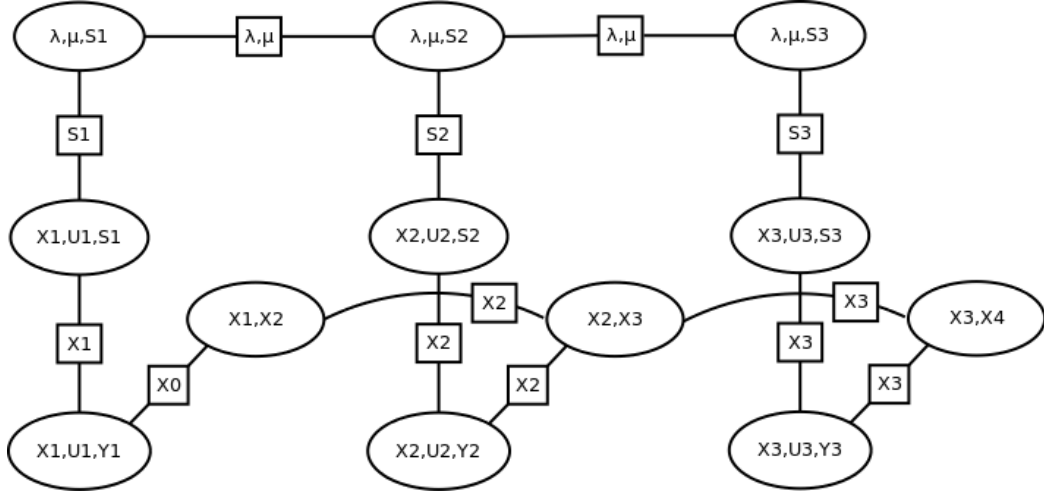 λ,μ,S1
λ,μ
λ,μ,S2
λ,μ
λ,μ,S3
S1
S2
S3
X1,U1,S1
X2,U2,S2
X3,U3,S3
X1,X2
X2
X2,X3
X3
X3,X4
X1
X2
X3
X0
X2
X3
X1,U1,Y1
X2,U2,Y2
X3,U3,Y3